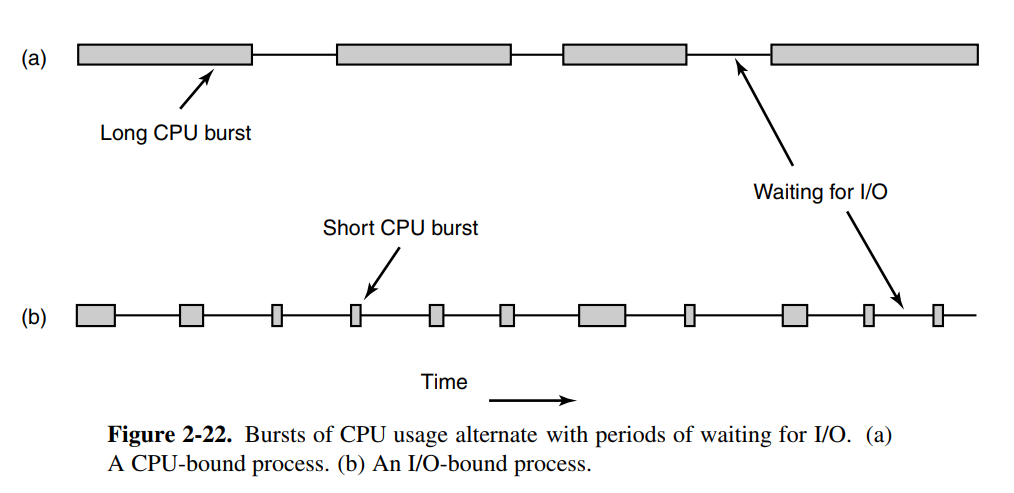 (a)
Long CPU burst
Waiting for I/O
Short CPU burst
(b)
Time
Figure 2-22. Bursts of CPU usage alternate with periods of waiting for I/O. (a)
A CPU-bound process. (b) An I/O-bound process.